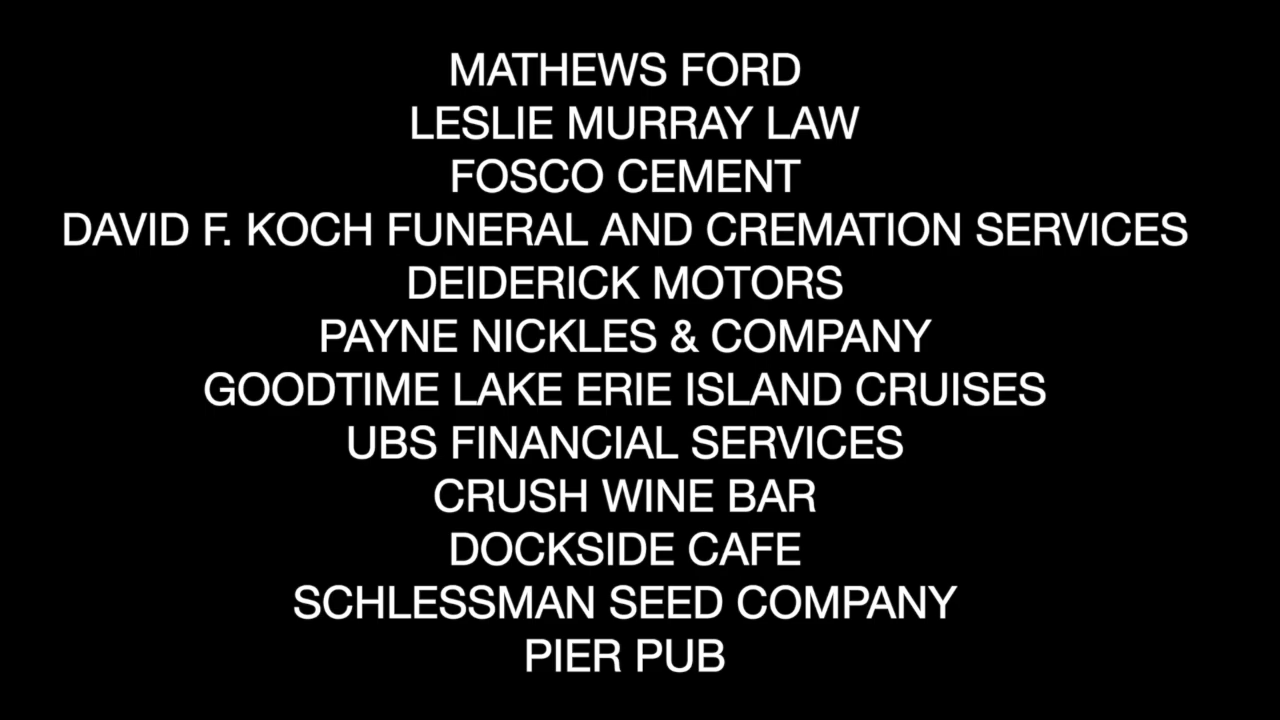 MATHEWS FORD
LESLIE MURRAY LAW
FOSCO CEMENT
DAVID F. KOCH FUNERAL AND CREMATION SERVICES
DEIDERICK MOTORS
PAYNE NICKLES & COMPANY
GOODTIME LAKE ERIE ISLAND CRUISES
UBS FINANCIAL SERVICES
CRUSH WINE BAR
DOCKSIDE CAFE
SCHLESSMAN SEED COMPANY
PIER PUB